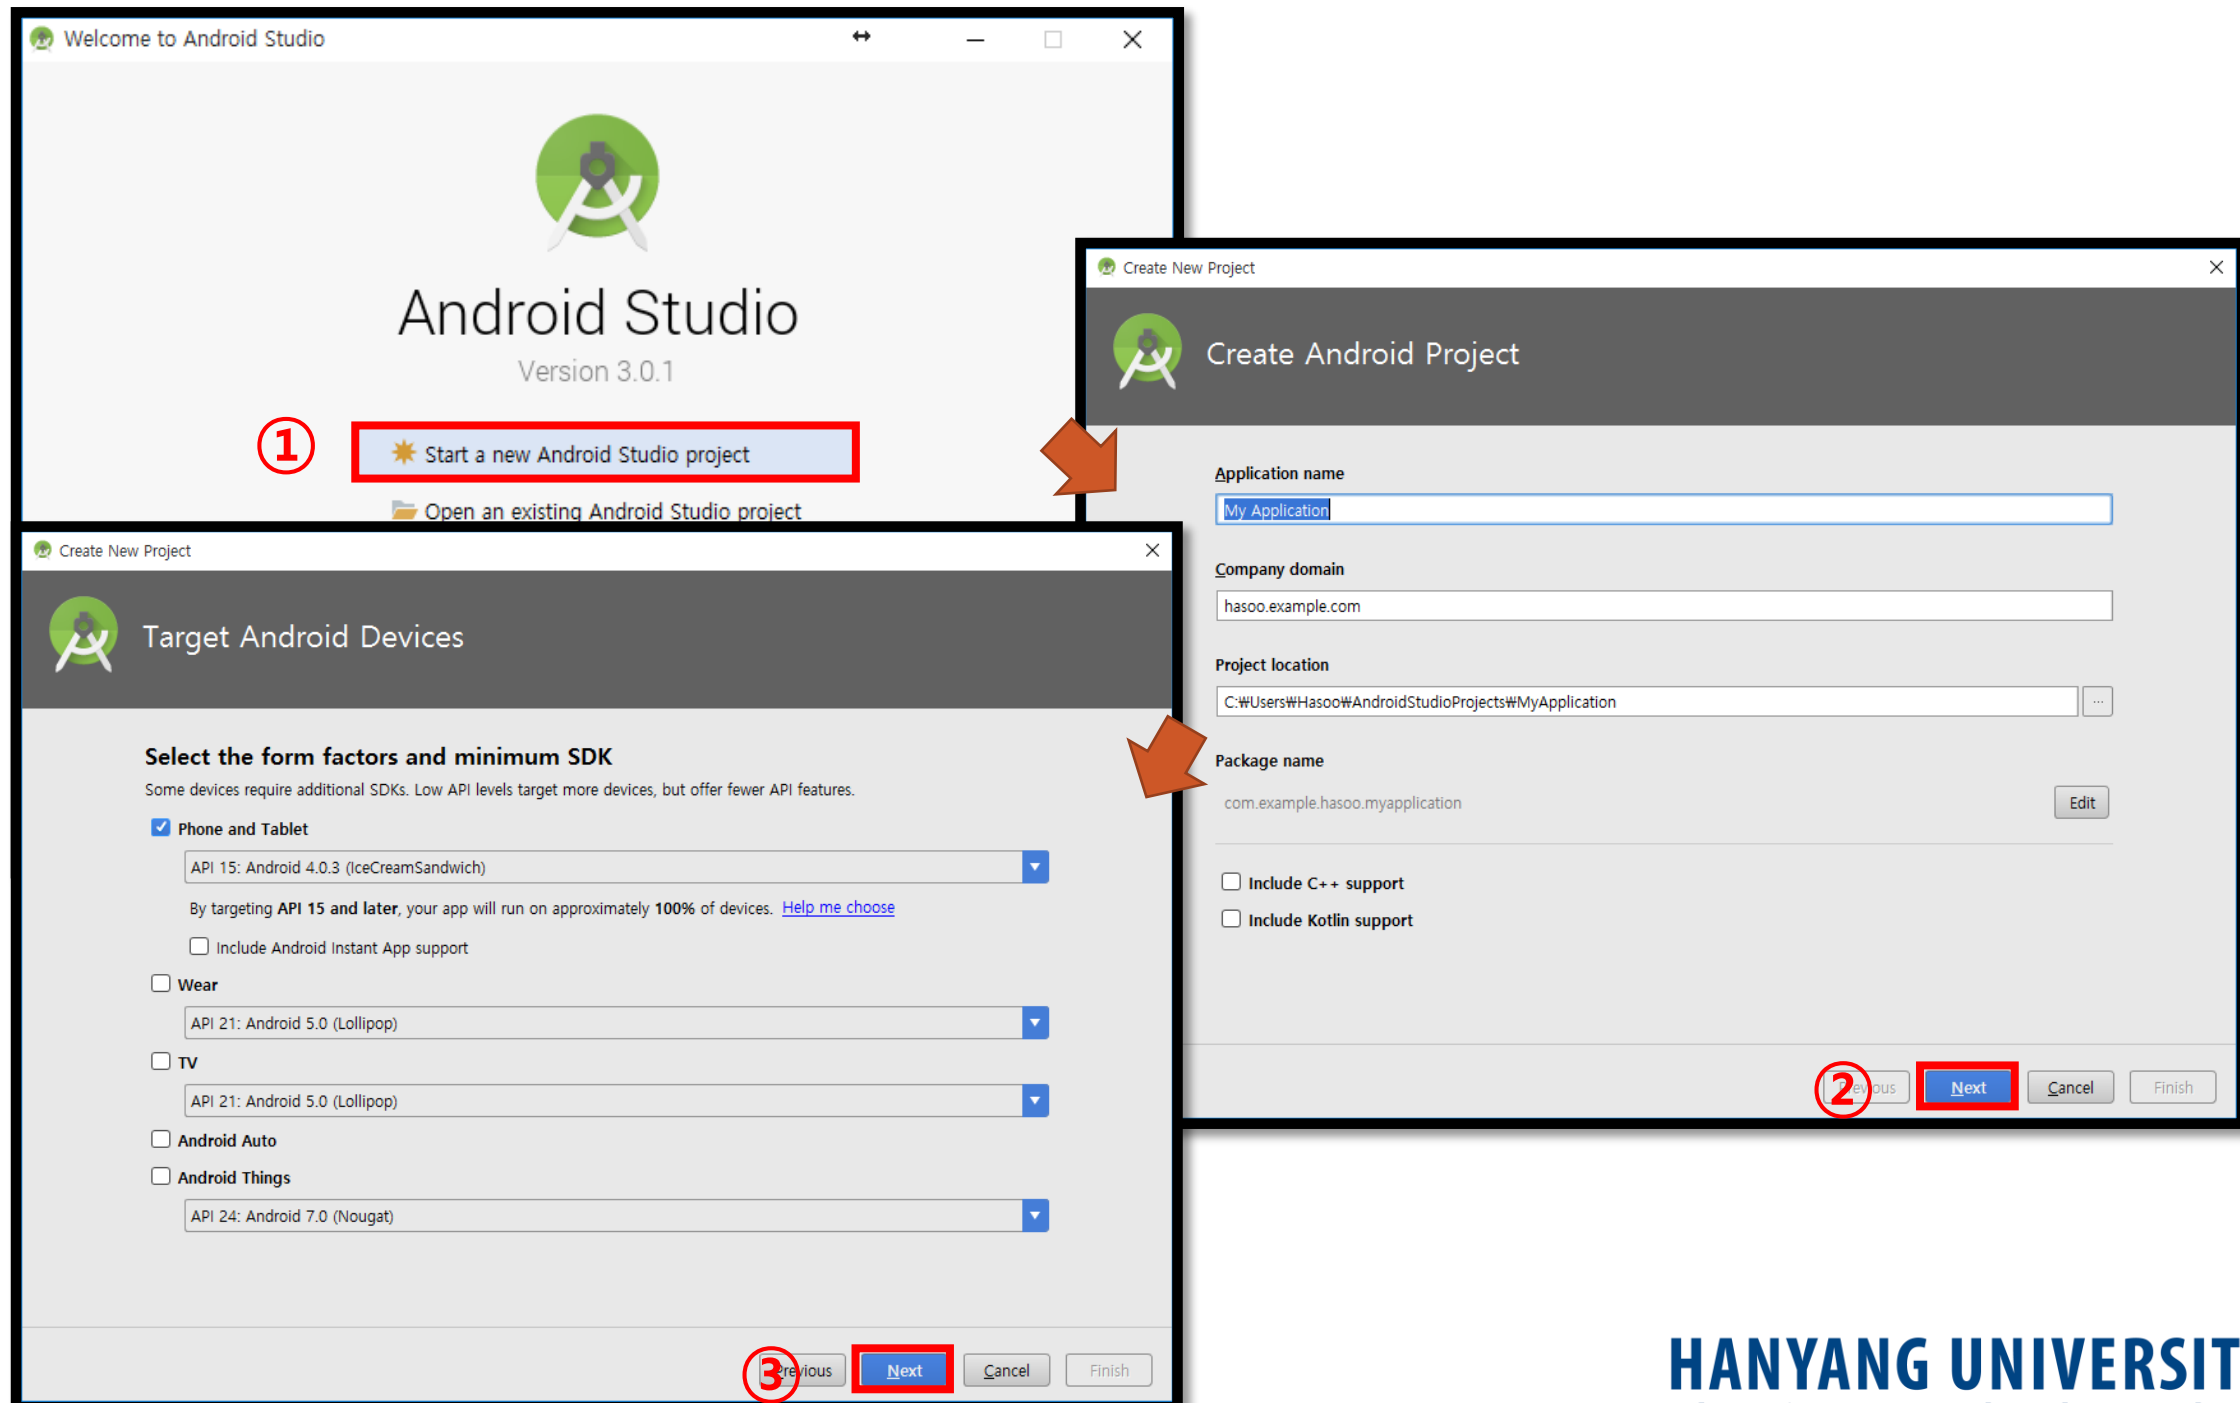 Welcome to Android Studio
Android Studio
Version 3.0.1
①
Start a new Android Studio project
Open an existing Android Studio project
Create New Project
Create Android Project
Application name
My Application
Company domain
hasoo.example.com
Project location
C:₩Users₩Hasoo₩AndroidStudioProjects₩MyApplication
...
Package name
com.example.hasoo.myapplication
Edit
Include C++ support
Include Kotlin support
② Previous Next Cancel Finish
Create New Project
Target Android Devices
Select the form factors and minimum SDK
Some devices require additional SDKs. Low API levels target more devices, but offer fewer API features.
Phone and Tablet
API 15: Android 4.0.3 (IceCreamSandwich)
By targeting API 15 and later, your app will run on approximately 100% of devices. Help me choose
Include Android Instant App support
Wear
API 21: Android 5.0 (Lollipop)
TV
API 21: Android 5.0 (Lollipop)
Android Auto
Android Things
API 24: Android 7.0 (Nougat)
③ Previous Next Cancel Finish
HANYANG UNIVERSIT